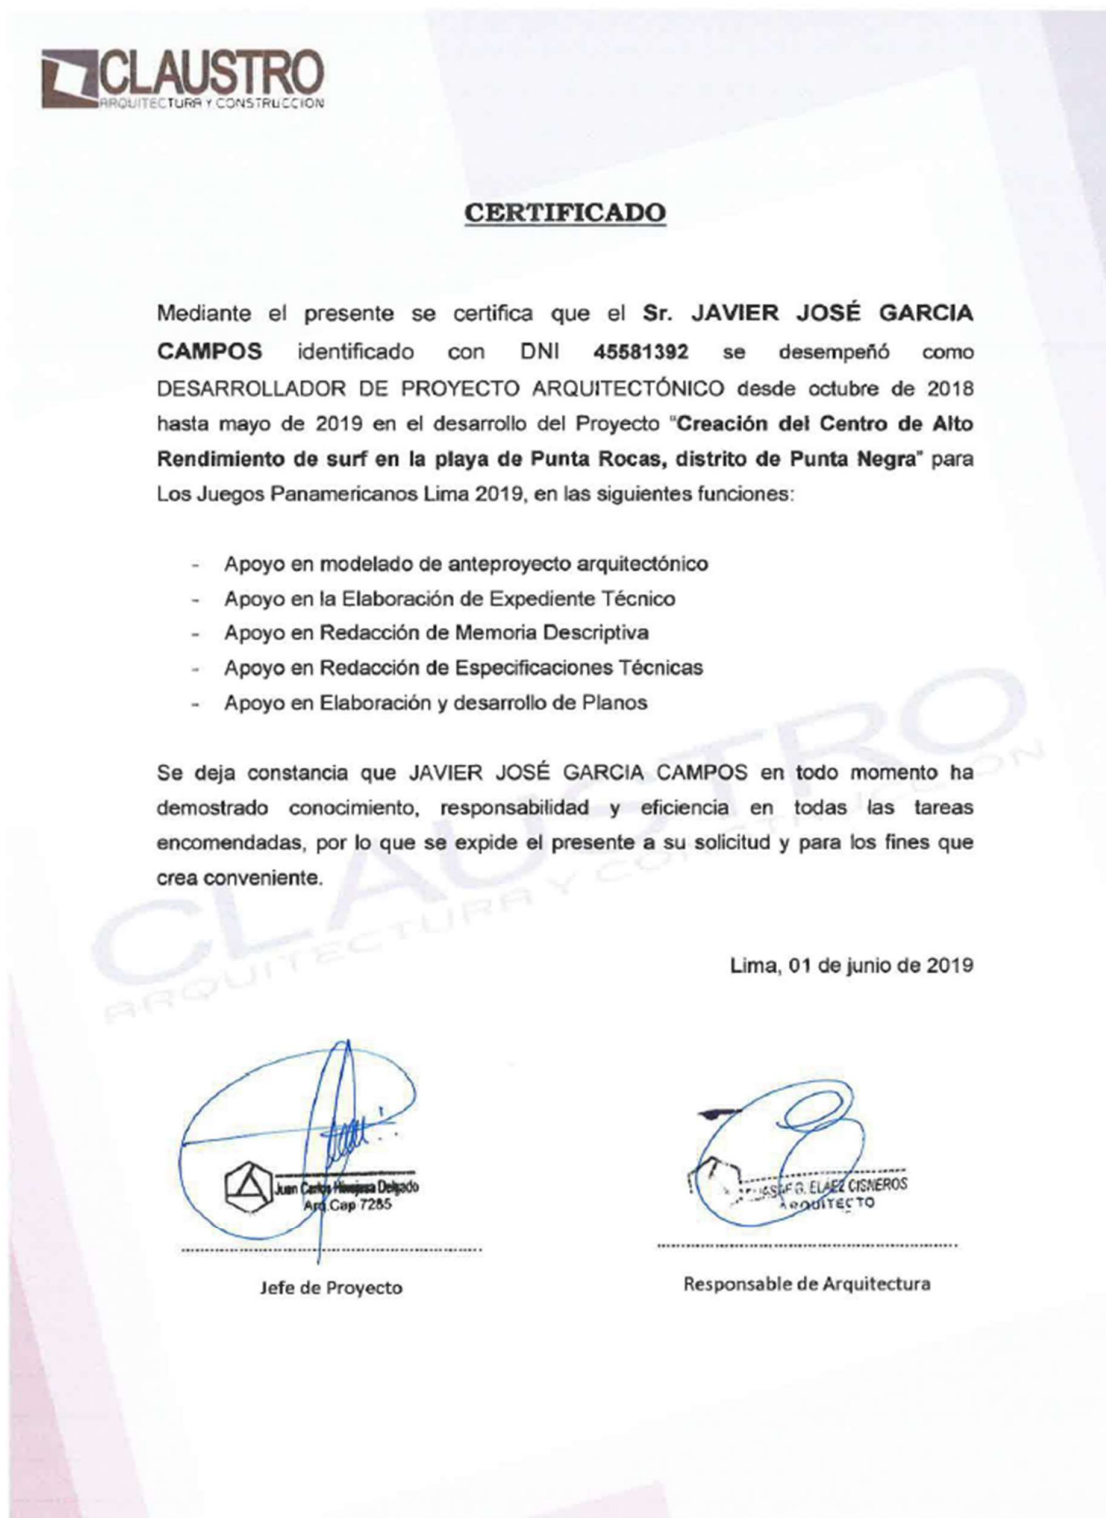 CLAUSTRO
ARQUITECTURA Y CONSTRUCCION
CERTIFICADO
Mediante el presente se certifica que el Sr. JAVIER JOSÉ GARCIA
CAMPOS identificado con DNI 45581392 se desempeñó como
DESARROLLADOR DE PROYECTO ARQUITECTÓNICO desde octubre de 2018
hasta mayo de 2019 en el desarrollo del Proyecto "Creación del Centro de Alto
Rendimiento de surf en la playa de Punta Rocas, distrito de Punta Negra" para
Los Juegos Panamericanos Lima 2019, en las siguientes funciones:
- Apoyo en modelado de anteproyecto arquitectónico
- Apoyo en la Elaboración de Expediente Técnico
- Apoyo en Redacción de Memoria Descriptiva
- Apoyo en Redacción de Especificaciones Técnicas
- Apoyo en Elaboración y desarrollo de Planos
Se deja constancia que JAVIER JOSÉ GARCIA CAMPOS en todo momento ha
demostrado conocimiento, responsabilidad y eficiencia en todas las tareas
encomendadas, por lo que se expide el presente a su solicitud y para los fines que
crea conveniente.
CLAUSTRO
ARQUITECTURA Y CONSTRUCCION
Lima, 01 de junio de 2019
Juan Carlos Hinojosa Delgado
Arq.Cap 7285
Jefe de Proyecto
G. ELAEZ CISNEROS
ARQUITECTO
Responsable de Arquitectura